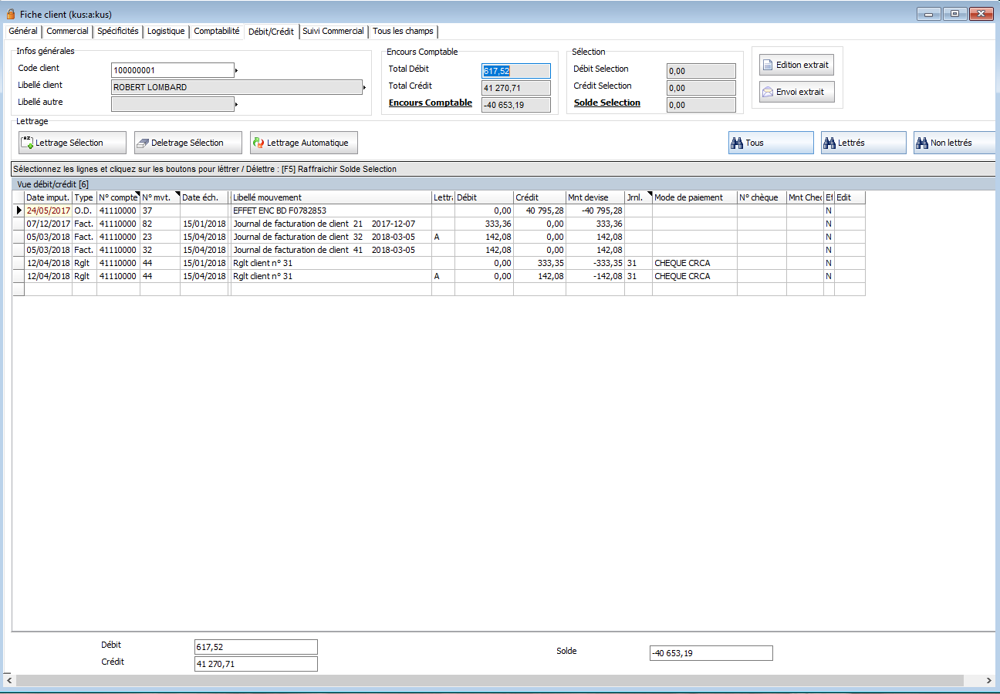 Fiche client (kus:a:kus)
Général Commercial Spécificités Logistique Comptabilité Débit/Crédit Suivi Commercial Tous les champs
Infos générales
Code client 100000001
Libellé client ROBERT LOMBARD
Libellé autre
Encours Comptable
Total Débit 617,52
Total Crédit 41 270,71
Encours Comptable -40 653,19
Sélection
Débit Selection 0,00
Crédit Selection 0,00
Solde Selection 0,00
Edition extrait
Envoi extrait
Lettrage
Lettrage Sélection Deletrage Sélection Lettrage Automatique Tous Lettrés Non lettrés
Sélectionnez les lignes et cliquez sur les boutons pour léttrer / Délettre : [F5] Raffraichir Solde Selection
Vue débit/crédit [6]
Date imput. Type N° compte N° mvt. Date éch. Libellé mouvement Lettra Débit Crédit Mnt devise Jrnl. Mode de paiement N° chèque Mnt Chec Ef Edit
24/05/2017 O.D. 41110000 37 EFFET ENC BD F0782853 0,00 40 795,28 -40 795,28 N
07/12/2017 Fact. 41110000 82 15/01/2018 Journal de facturation de client 21 2017-12-07 333,36 0,00 333,36 N
05/03/2018 Fact. 41110000 23 15/04/2018 Journal de facturation de client 32 2018-03-05 A 142,08 0,00 142,08 N
05/03/2018 Fact. 41110000 32 15/04/2018 Journal de facturation de client 41 2018-03-05 142,08 0,00 142,08 N
12/04/2018 Rglt 41110000 44 15/01/2018 Rglt client n° 31 0,00 333,35 -333,35 31 CHEQUE CRCA N
12/04/2018 Rglt 41110000 44 15/04/2018 Rglt client n° 31 A 0,00 142,08 -142,08 31 CHEQUE CRCA N
Débit 617,52
Crédit 41 270,71
Solde -40 653,19